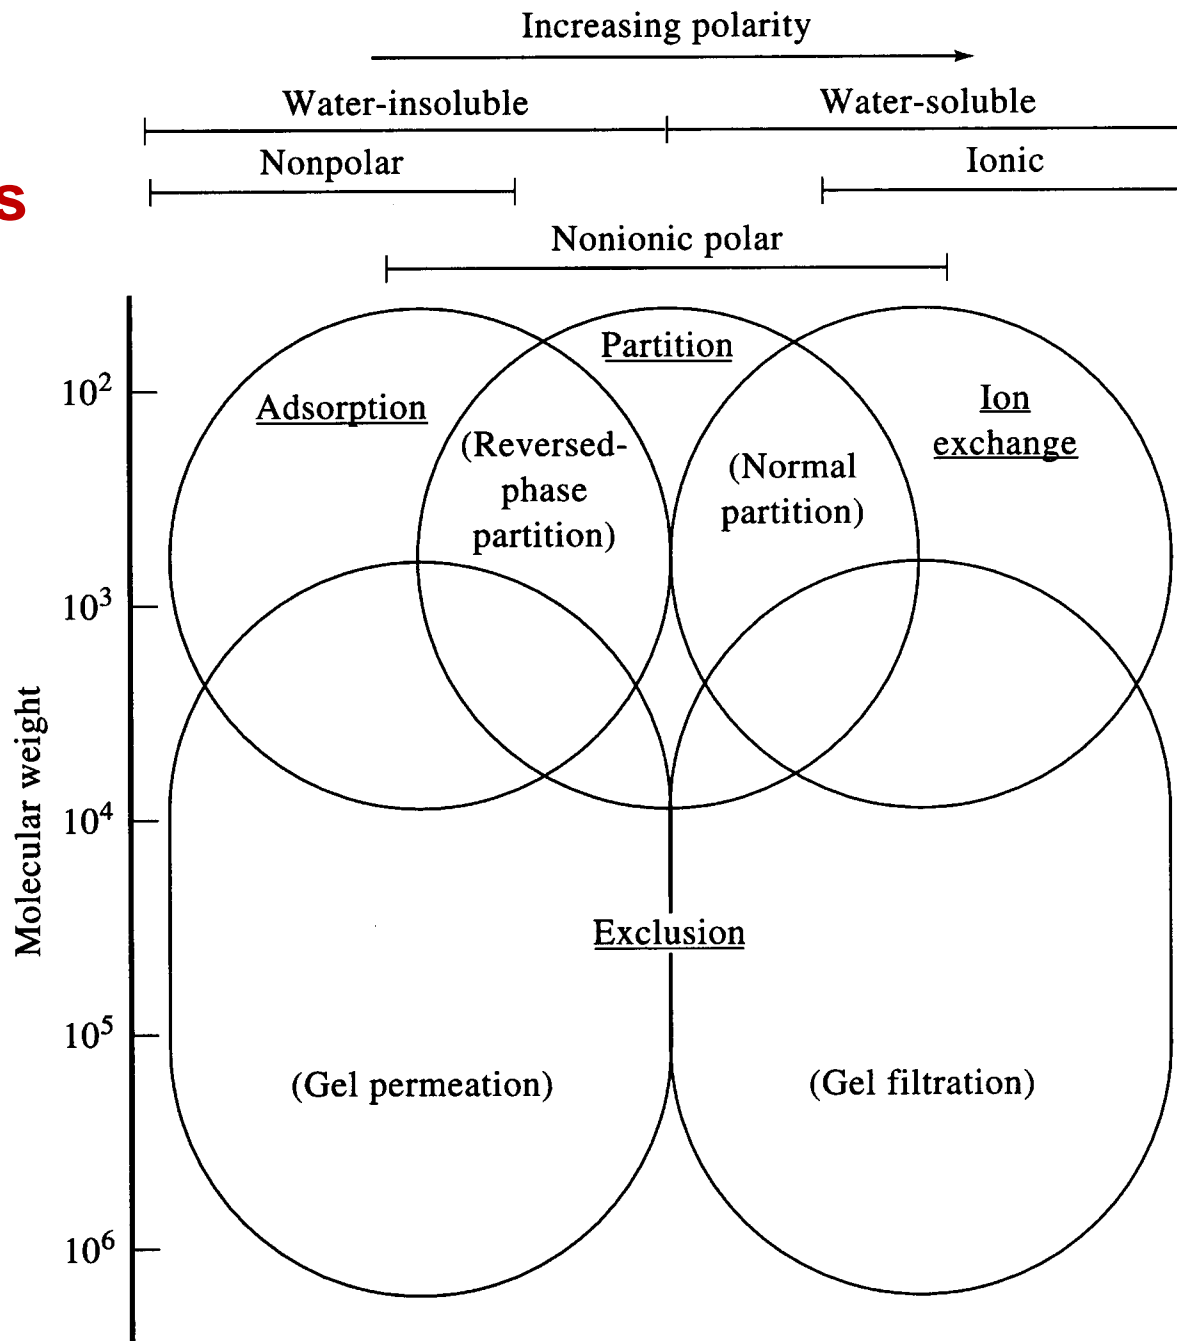 Increasing polarity
Water-insoluble
Water-soluble
Nonpolar
Ionic
s
Nonionic polar
Partition
10²
Adsorption
Ion
exchange
(Reversed-
phase
partition)
(Normal
partition)
10³
Molecular weight
10⁴
Exclusion
10⁵
(Gel permeation)
(Gel filtration)
10⁶